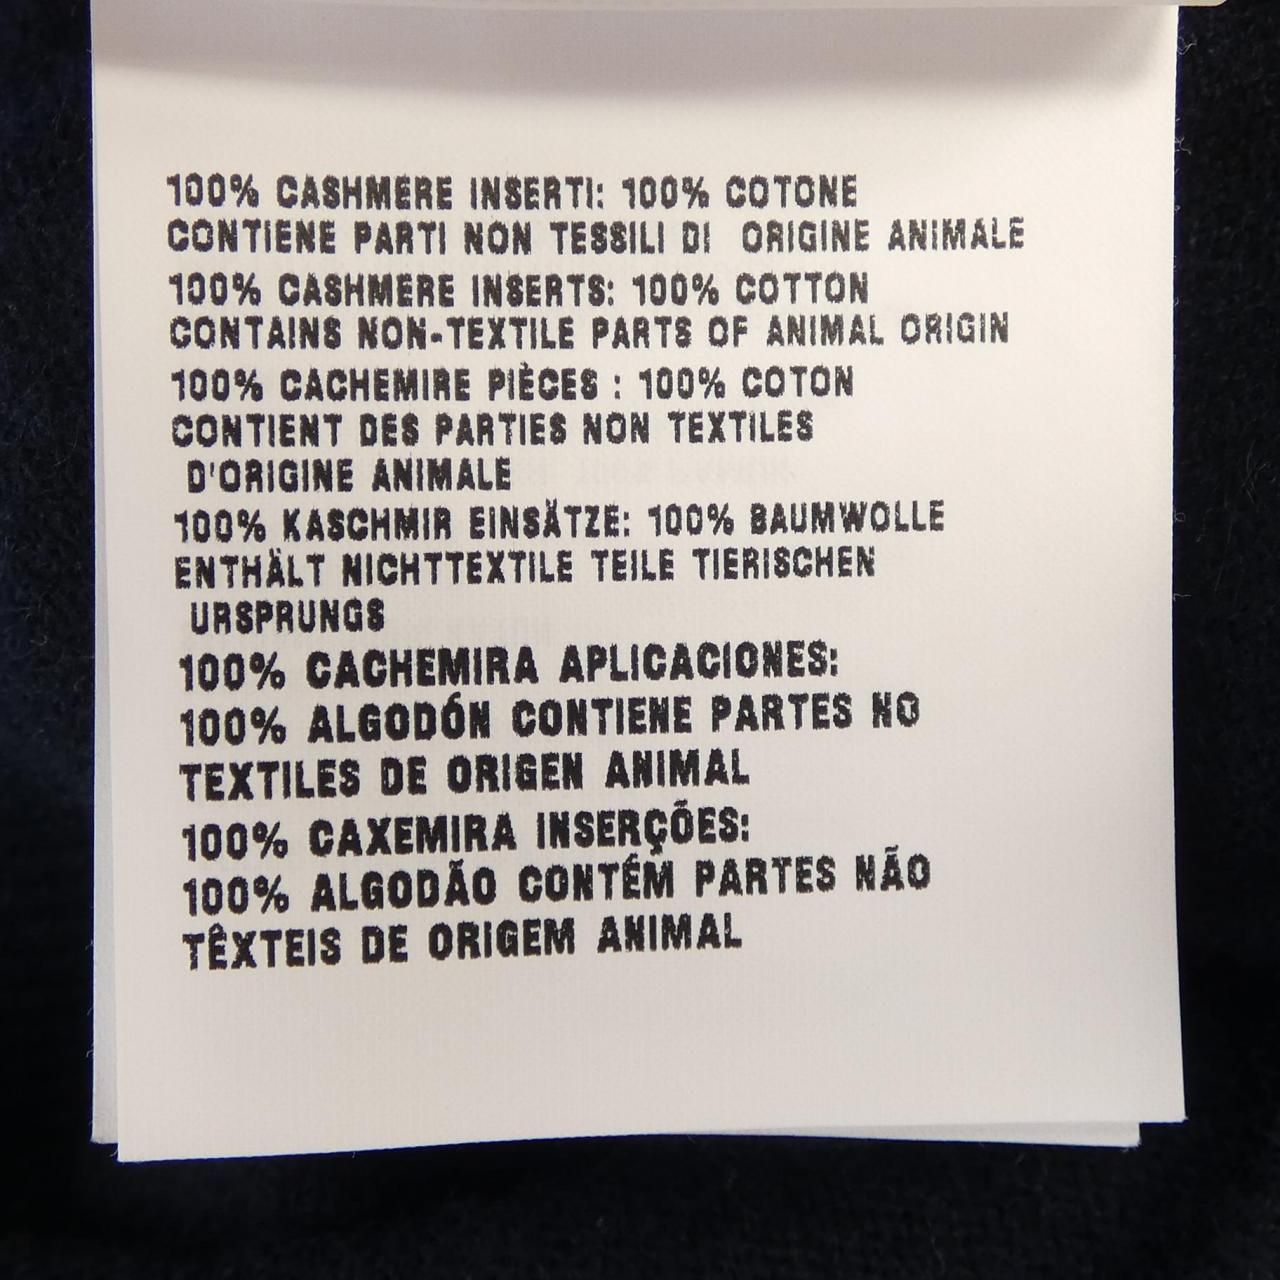 100% CASHMERE INSERTI: 100% COTONE
CONTIENE PARTI NON TESSILI DI ORIGINE ANIMALE
100% CASHMERE INSERTS: 100% COTTON
CONTAINS NON-TEXTILE PARTS OF ANIMAL ORIGIN
100% CACHEMIRE PIÈCES : 100% COTON
CONTIENT DES PARTIES NON TEXTILES
D'ORIGINE ANIMALE
100% KASCHMIR EINSÄTZE: 100% BAUMWOLLE
ENTHÄLT NICHTTEXTILE TEILE TIERISCHEN
URSPRUNGS
100% CACHEMIRA APLICACIONES:
100% ALGODÓN CONTIENE PARTES NO
TEXTILES DE ORIGEN ANIMAL
100% CAXEMIRA INSERÇÕES:
100% ALGODÃO CONTÉM PARTES NÃO
TÊXTEIS DE ORIGEM ANIMAL